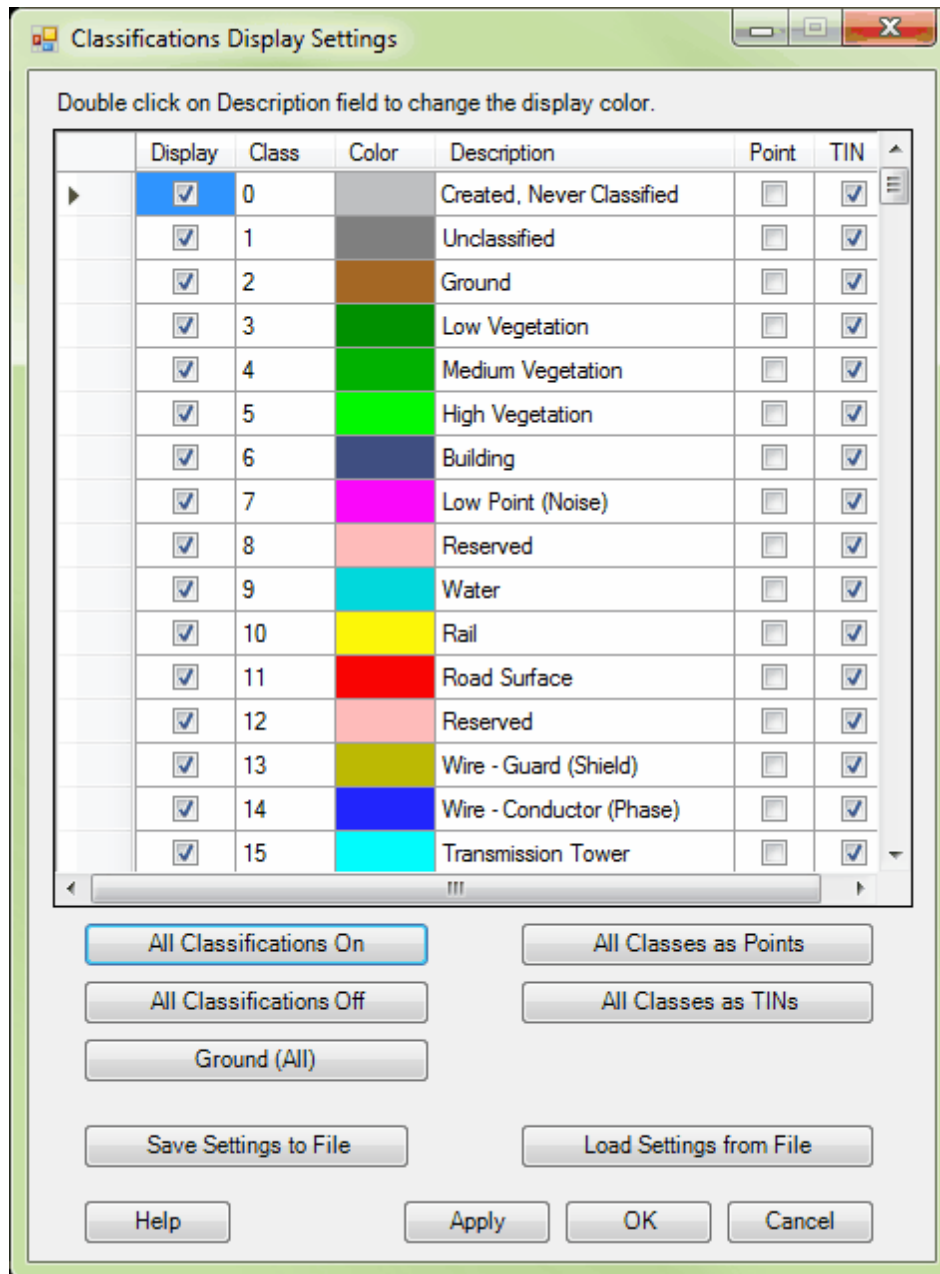 Classifications Display Settings
Double click on Description field to change the display color.
Display Class Color Description Point TIN
0 Created, Never Classified
1 Unclassified
2 Ground
3 Low Vegetation
4 Medium Vegetation
5 High Vegetation
6 Building
7 Low Point (Noise)
8 Reserved
9 Water
10 Rail
11 Road Surface
12 Reserved
13 Wire - Guard (Shield)
14 Wire - Conductor (Phase)
15 Transmission Tower
All Classifications On All Classes as Points
All Classifications Off All Classes as TINs
Ground (All)
Save Settings to File Load Settings from File
Help Apply OK Cancel